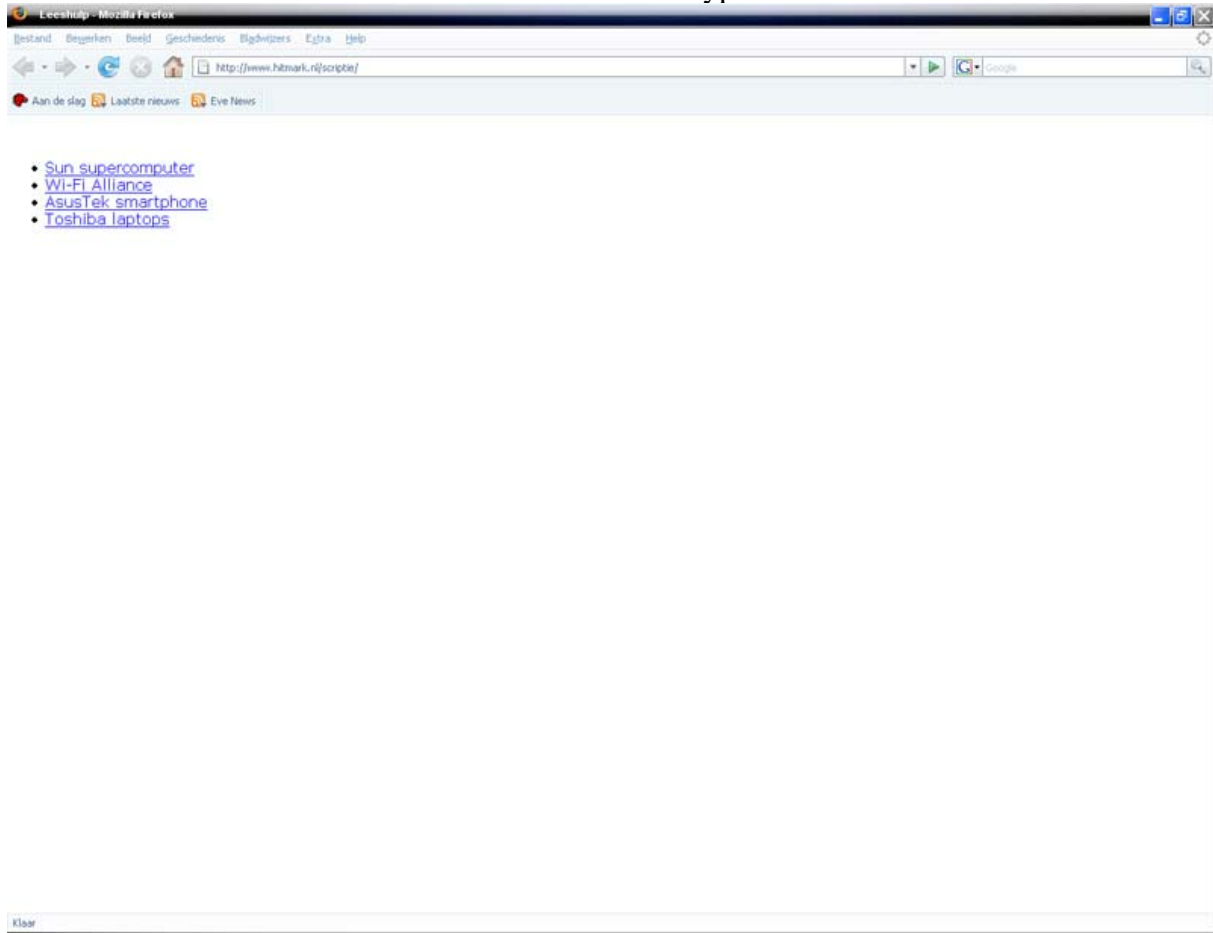 Leeshulp - Mozilla Firefox
Bestand Bewerken Beeld Geschiedenis Bladwijzers Extra Help
http://www.hitmark.nl/scriptie/
G Google
Aan de slag Laatste nieuws Eve News
• Sun supercomputer
• Wi-Fi Alliance
• AsusTek smartphone
• Toshiba laptops
Klaar